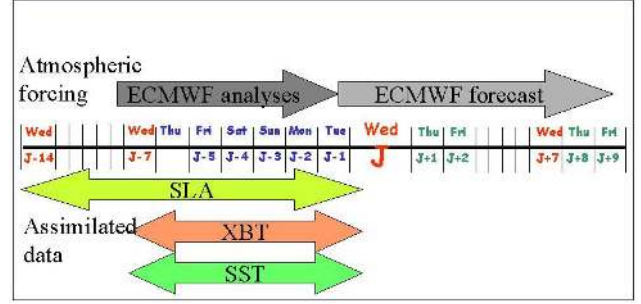 Atmospheric
forcing
ECMWF analyses
ECMWF forecast
Wed Wed Thu Fri Sat Sun Mon Tue Wed Thu Fri Wed Thu Fri
J-14 J-7 J-5 J-4 J-3 J-2 J-1 J J+1 J+2 J+7 J+8 J+9
SLA
Assimilated
data
XBT
SST